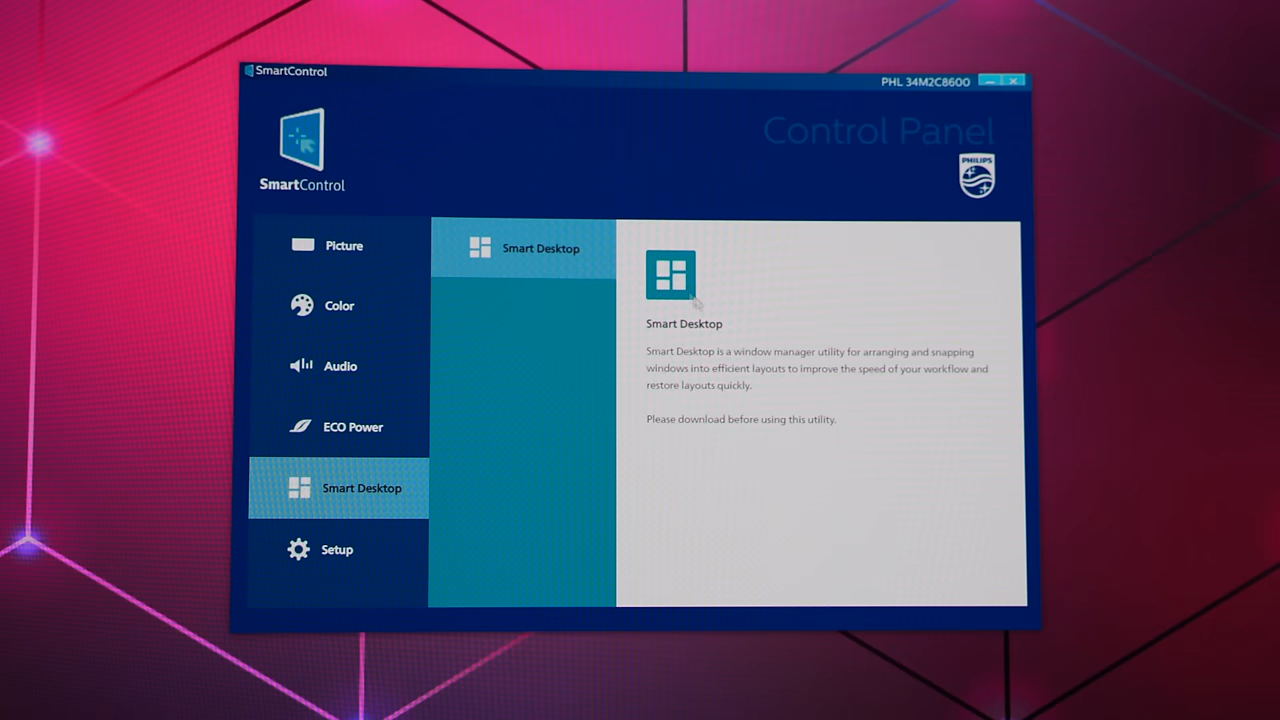 SmartControl
PHL 34M2C8600
Control Panel
PHILIPS
SmartControl
Picture
Color
Audio
ECO Power
Smart Desktop
Setup
Smart Desktop
Smart Desktop
Smart Desktop is a window manager utility for arranging and snapping
windows into efficient layouts to improve the speed of your workflow and
restore layouts quickly.
Please download before using this utility.